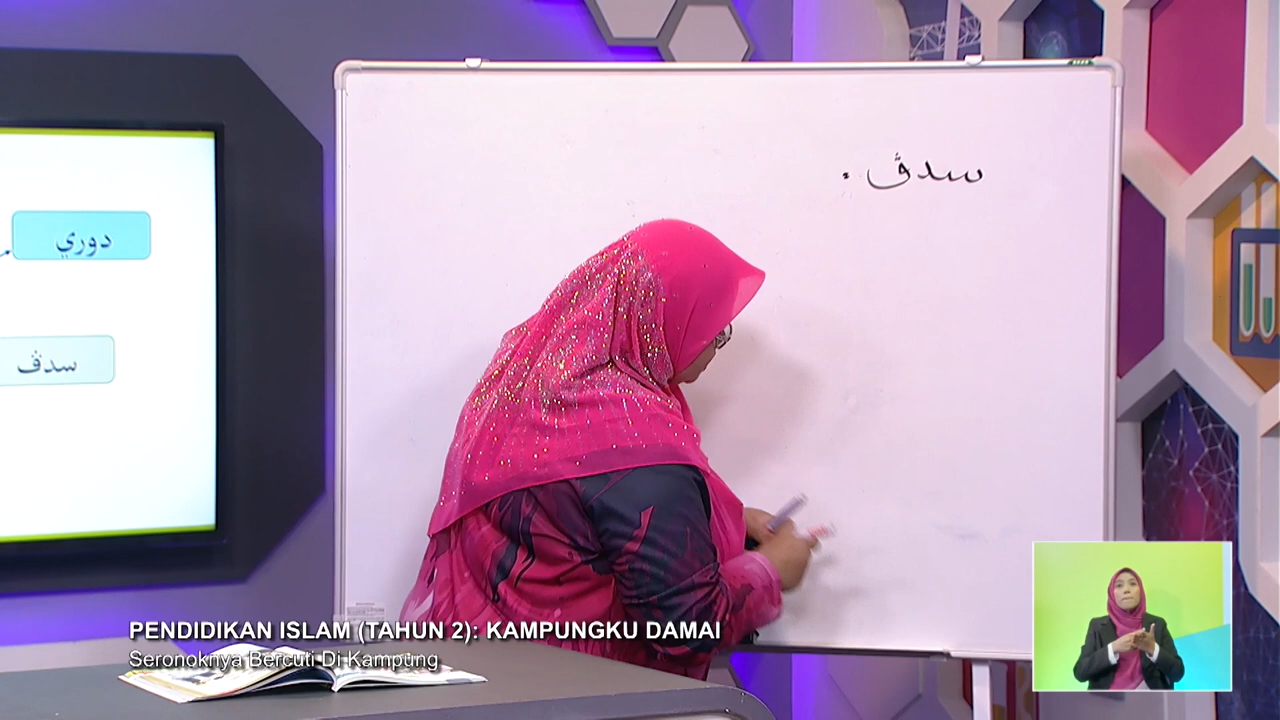 سدڤ ء
دوري
سدڤ
PENDIDIKAN ISLAM (TAHUN 2): KAMPUNGKU DAMAI
Seronoknya Bercuti Di Kampung